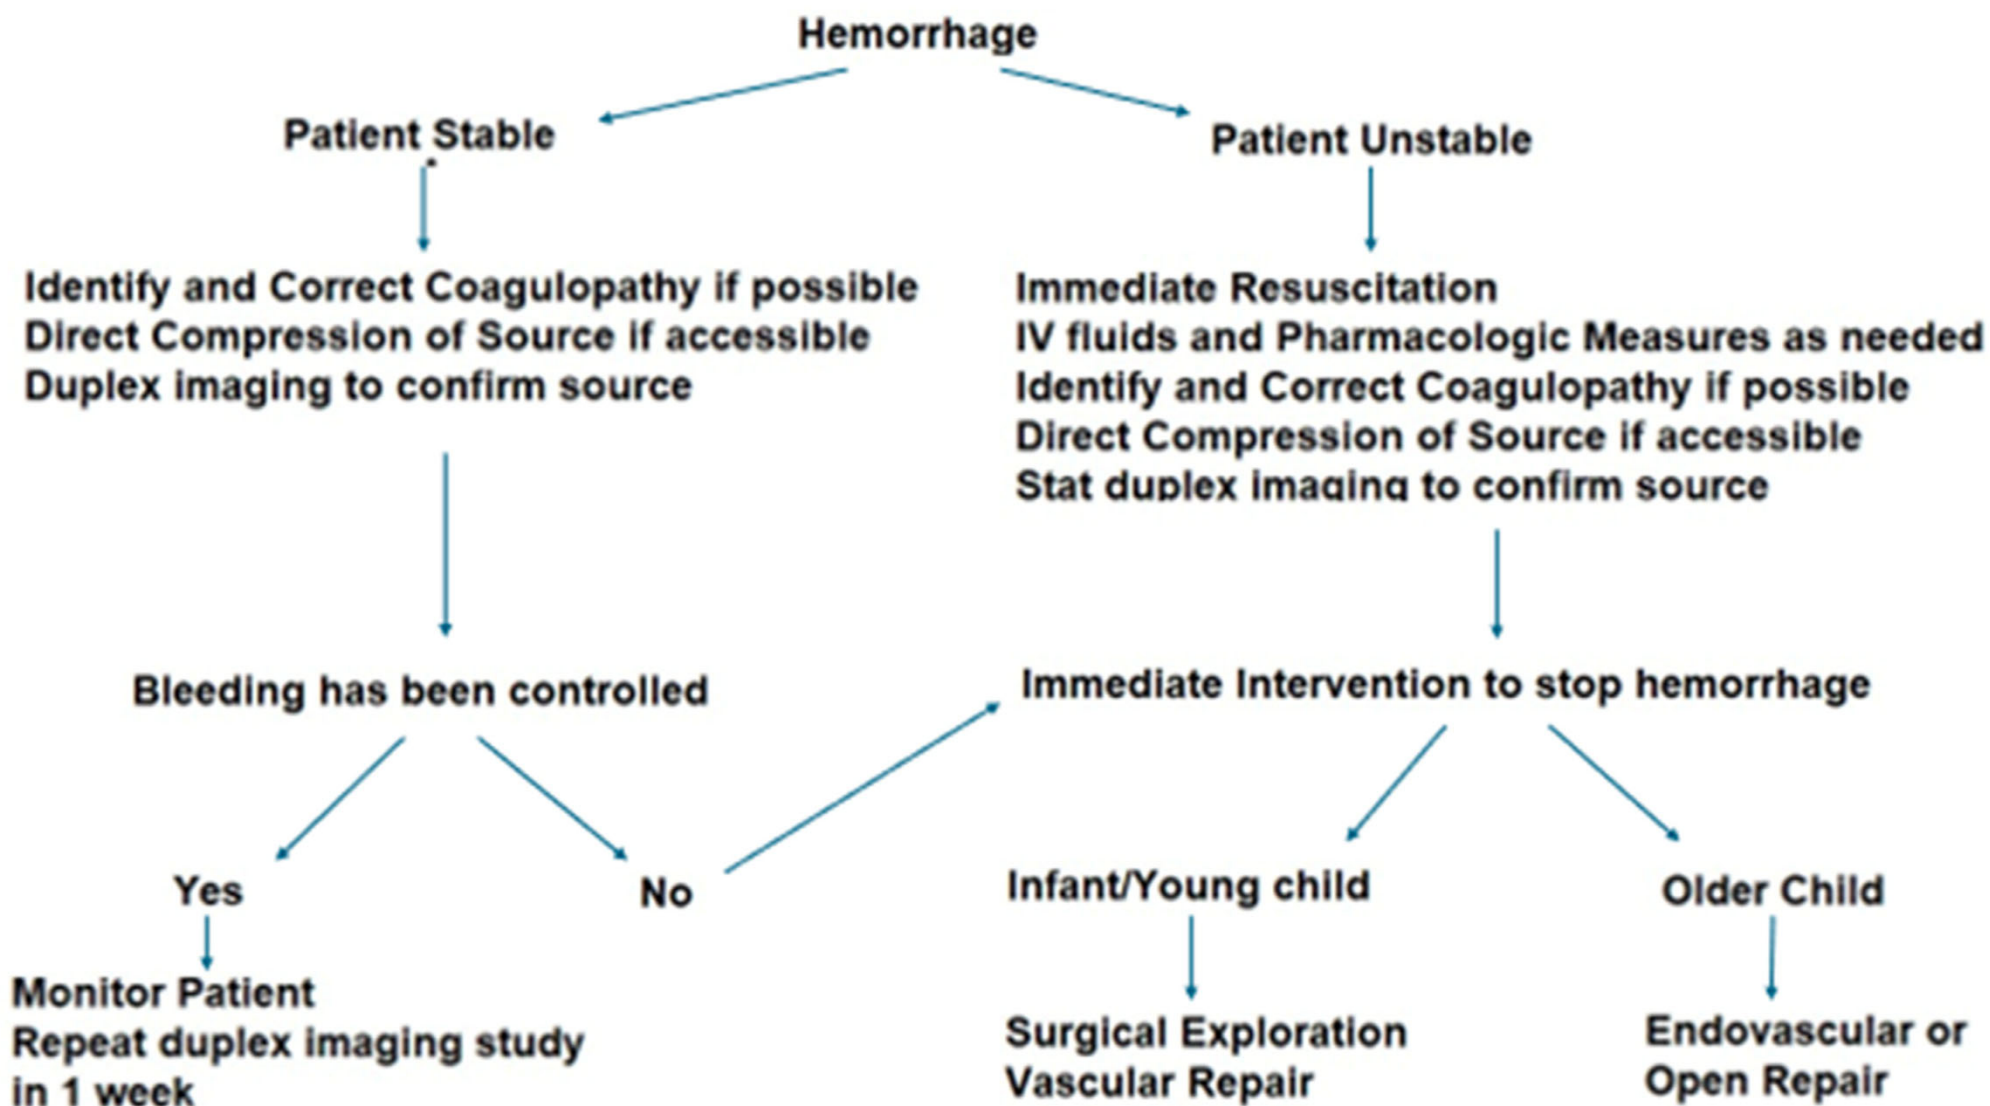 Hemorrhage
Patient Stable
Patient Unstable
Identify and Correct Coagulopathy if possible
Direct Compression of Source if accessible
Duplex imaging to confirm source
Immediate Resuscitation
IV fluids and Pharmacologic Measures as needed
Identify and Correct Coagulopathy if possible
Direct Compression of Source if accessible
Stat duplex imaging to confirm source
Bleeding has been controlled
Immediate Intervention to stop hemorrhage
Yes
No
Infant/Young child
Older Child
Monitor Patient
Repeat duplex imaging study
in 1 week
Surgical Exploration
Vascular Repair
Endovascular or
Open Repair